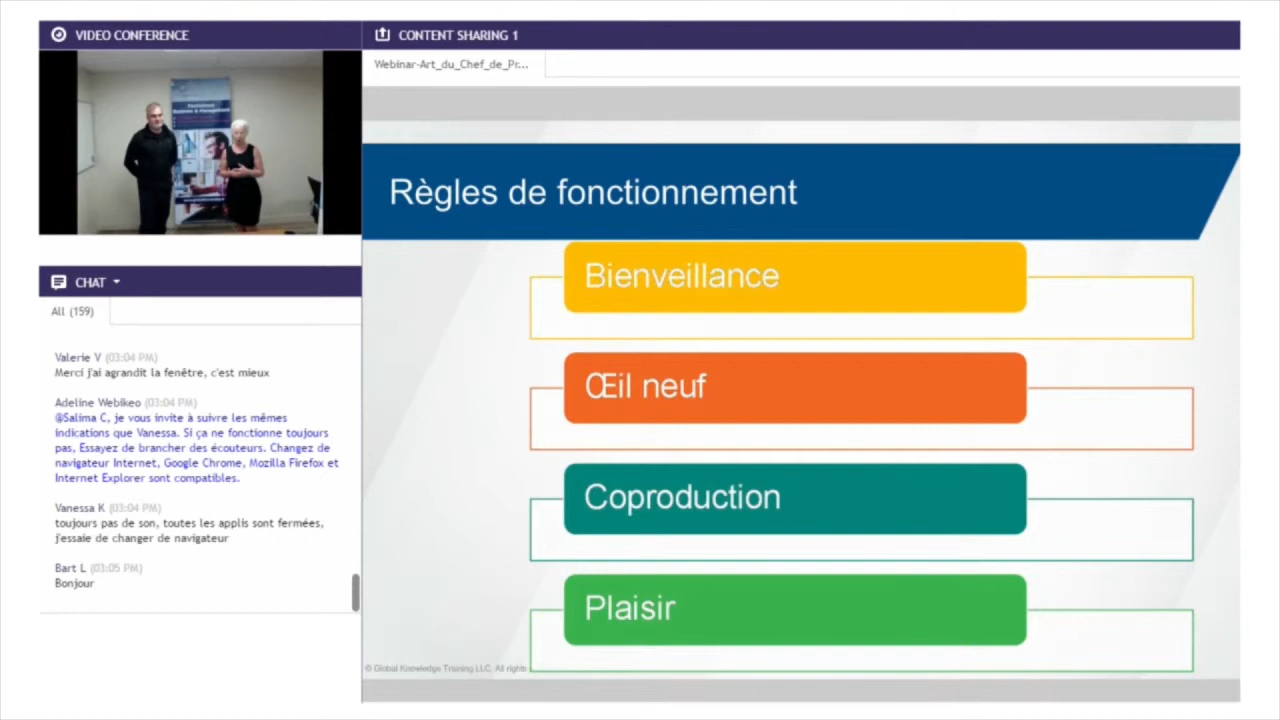 VIDEO CONFERENCE
CONTENT SHARING 1
Webinar-Art_du_Chef_de_Pr...
CHAT
All (159)
Valerie V (03:04 PM)
Merci j'ai agrandit la fenêtre, c'est mieux
Adeline Webikeo (03:04 PM)
@Salima C, je vous invite à suivre les mêmes
indications que Vanessa. Si ça ne fonctionne toujours
pas, Essayez de brancher des écouteurs. Changez de
navigateur Internet, Google Chrome, Mozilla Firefox et
Internet Explorer sont compatibles.
Vanessa K (03:04 PM)
toujours pas de son, toutes les applis sont fermées,
j'essaie de changer de navigateur
Bart L (03:05 PM)
Bonjour
Règles de fonctionnement
Bienveillance
Œil neuf
Coproduction
Plaisir
© Global Knowledge Training LLC. All rights